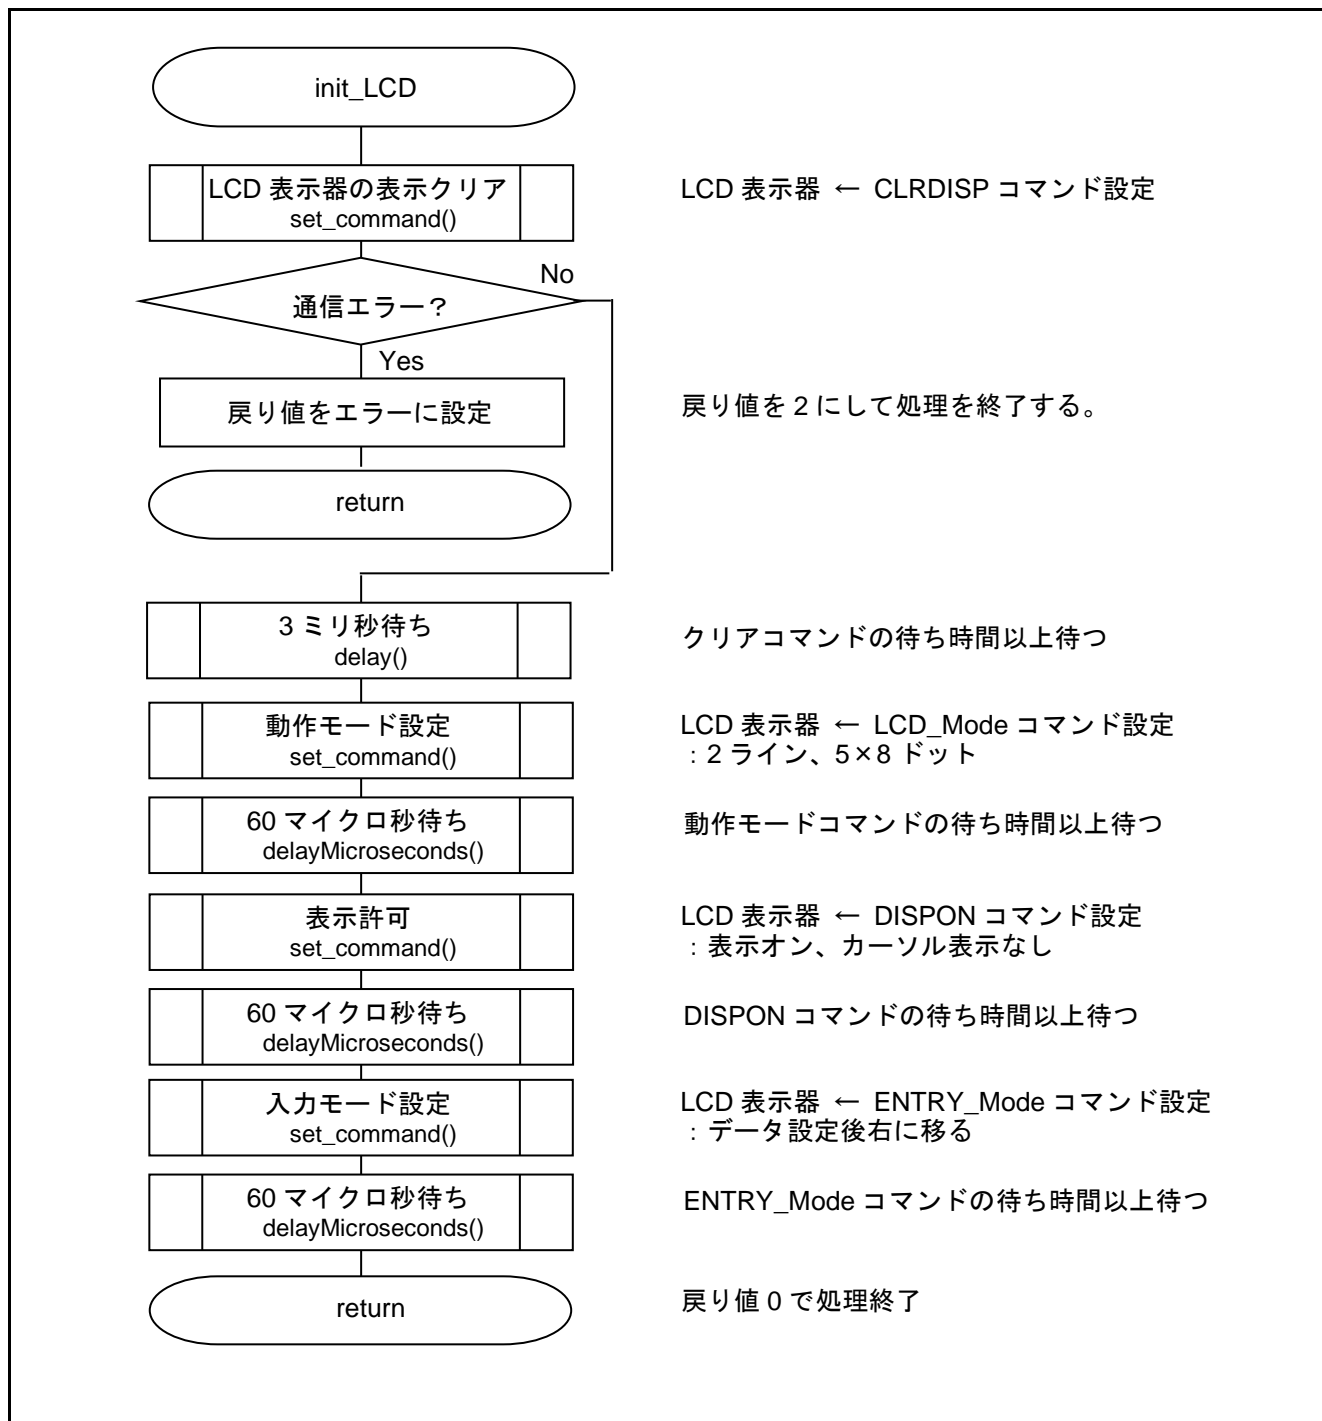 init_LCD
LCD 表示器の表示クリア
set_command()
LCD 表示器 ← CLRDISP コマンド設定
No
通信エラー？
Yes
戻り値をエラーに設定
戻り値を 2 にして処理を終了する。
return
3 ミリ秒待ち
delay()
クリアコマンドの待ち時間以上待つ
動作モード設定
set_command()
LCD 表示器 ← LCD_Mode コマンド設定
：2 ライン、5×8 ドット
60 マイクロ秒待ち
delayMicroseconds()
動作モードコマンドの待ち時間以上待つ
表示許可
set_command()
LCD 表示器 ← DISPON コマンド設定
：表示オン、カーソル表示なし
60 マイクロ秒待ち
delayMicroseconds()
DISPON コマンドの待ち時間以上待つ
入力モード設定
set_command()
LCD 表示器 ← ENTRY_Mode コマンド設定
：データ設定後右に移る
60 マイクロ秒待ち
delayMicroseconds()
ENTRY_Mode コマンドの待ち時間以上待つ
return
戻り値 0 で処理終了